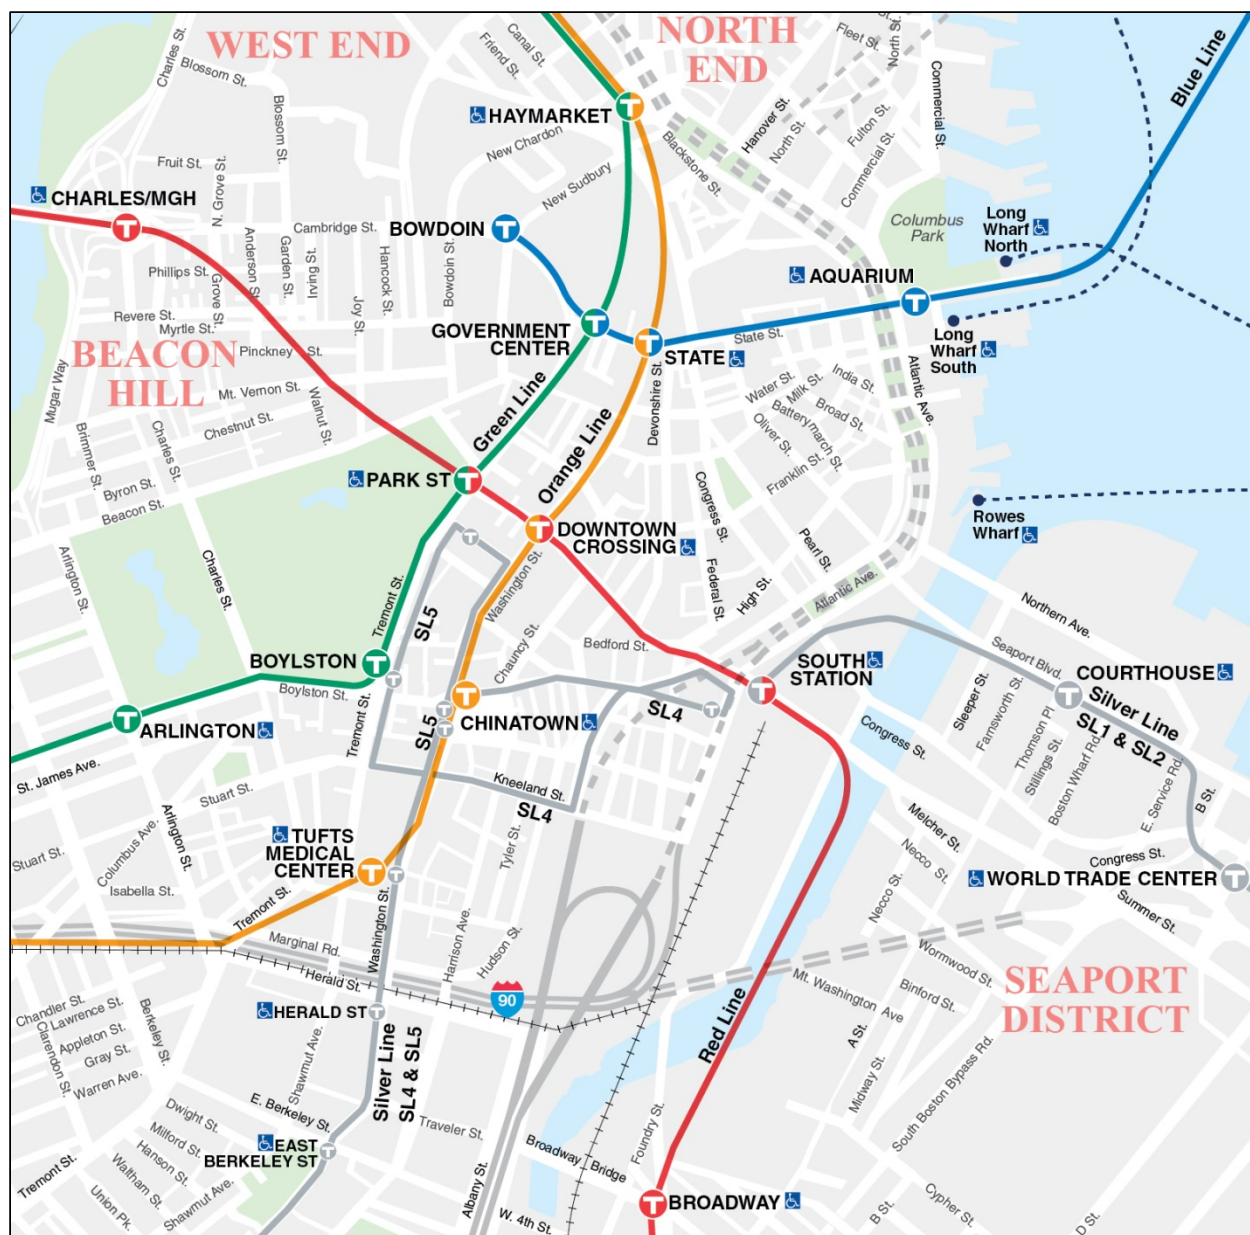 WEST END
NORTH
END
Charles St.
Blossom St.
Blossom St.
Canal St.
Friend St.
Fleet St.
North St.
Commercial St.
Blue Line
HAYMARKET
New Chardon
New Sudbury
Blackstone St.
Hanover St.
North St.
Fulton St.
Commercial St.
Fruit St.
N. Grove St.
CHARLES/MGH
T
Cambridge St.
BOWDOIN
Columbus
Park
Long
Wharf
North
Phillips St.
Grove St.
Anderson St.
Garden St.
Irving St.
Hancock St.
Joy St.
Bowdoin St.
AQUARIUM
Revere St.
Myrtle St.
Pinckney St.
BEACON
HILL
GOVERNMENT
CENTER
STATE
State St.
Long
Wharf
South
Mugar Way
Mt. Vernon St.
Chestnut St.
Walnut St.
Brimmer St.
Charles St.
Byron St.
Beacon St.
Green Line
Orange Line
Devonshire St.
Water St.
Milk St.
India St.
Broad St.
Batterymarch St.
Oliver St.
Franklin St.
Atlantic Ave.
PARK ST
Congress St.
DOWNTOWN
CROSSING
Rowes
Wharf
Pearl St.
Federal St.
High St.
Atlantic Ave.
Arlington St.
Charles St.
Tremont St.
SL5
Washington St.
Chauncy St.
Bedford St.
Northern Ave.
Seaport Blvd.
BOYLSTON
Boylston St.
ARLINGTON
Tremont St.
SL5
CHINATOWN
SL4
SOUTH
STATION
COURTHOUSE
Silver Line
SL1 & SL2
Sleeper St.
Farnsworth St.
Thomson Pl
Stillings St.
Boston Wharf Rd.
E. Service Rd.
B St.
Congress St.
St. James Ave.
Stuart St.
Kneeland St.
SL4
Melcher St.
Necco St.
Necco St.
Congress St.
WORLD TRADE CENTER
Summer St.
Stuart St.
Columbus Ave.
Arlington St.
Isabella St.
TUFTS
MEDICAL
CENTER
Tyler St.
Tremont St.
Marginal Rd.
Herald St.
Washington St.
Harrison Ave.
Hudson St.
90
Red Line
Mt. Washington Ave
Wormwood St.
Binford St.
SEAPORT
DISTRICT
A St.
Midway St.
South Boston Bypass Rd.
HERALD ST
Chandler St.
Lawrence St.
Appleton St.
Gray St.
Warren Ave.
Clarendon St.
Berkeley St.
Shawmut Ave.
Silver Line
SL4 & SL5
E. Berkeley St.
Dwight St.
Milford St.
Hanson St.
Waltham St.
Union Pk.
Shawmut Ave.
Tremont St.
EAST
BERKELEY ST
Traveler St.
Albany St.
Broadway Bridge
Foundry St.
W. 4th St.
BROADWAY
B St.
Cypher St.
D St.